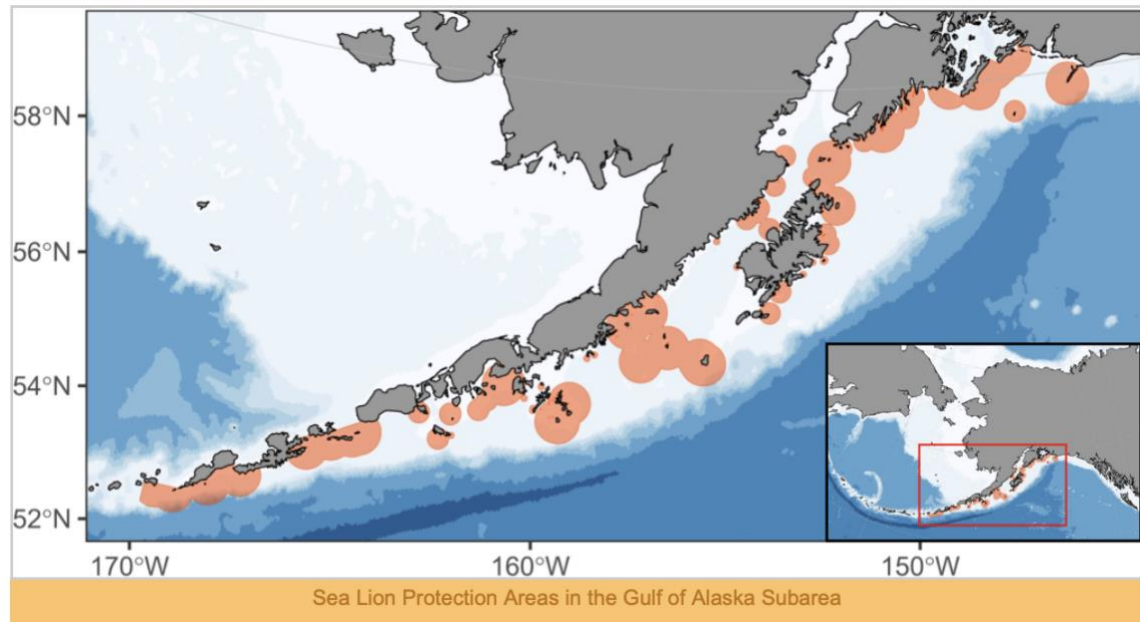 58°N
56°N
54°N
52°N
170°W
160°W
150°W
Sea Lion Protection Areas in the Gulf of Alaska Subarea